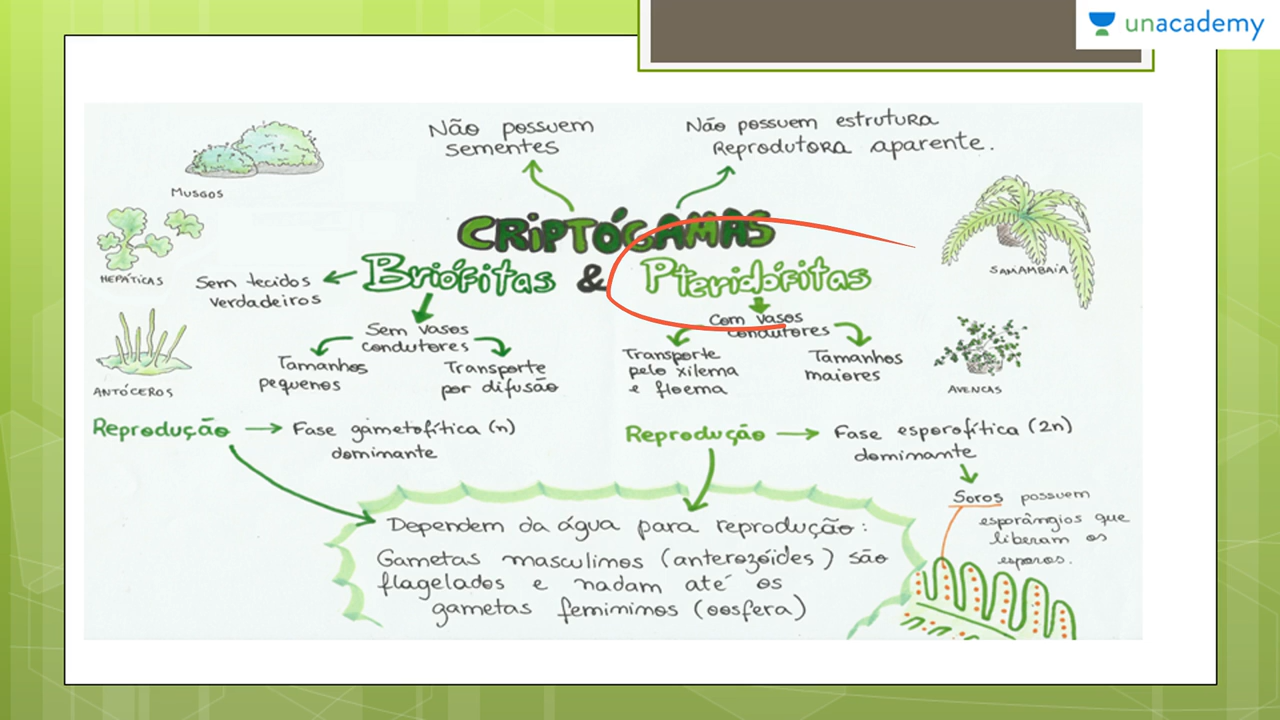 unacademy
Não possuem
sementes
Não possuem estrutura
Reprodutora aparente.
MUSGOS
CRIPTÓGAMAS
Briófitas & Pteridófitas
HEPÁTICAS
Sem tecidos
verdadeiros
SAMAMBAIA
Sem vasos
condutores
Tamanhos
pequenos
Transporte
por difusão
Com vasos
condutores
Transporte
pelo xilema
e floema
Tamanhos
maiores
ANTÓCEROS
AVENCAS
Reprodução → Fase gametofítica (n)
dominante
Reprodução → Fase esporofítica (2n)
dominante
Soros possuem
esporângios que
liberam os
esporos.
Dependem da água para reprodução:
Gametas masculinos (anterozóides) são
flagelados e nadam até os
gametas femininos (oosfera)